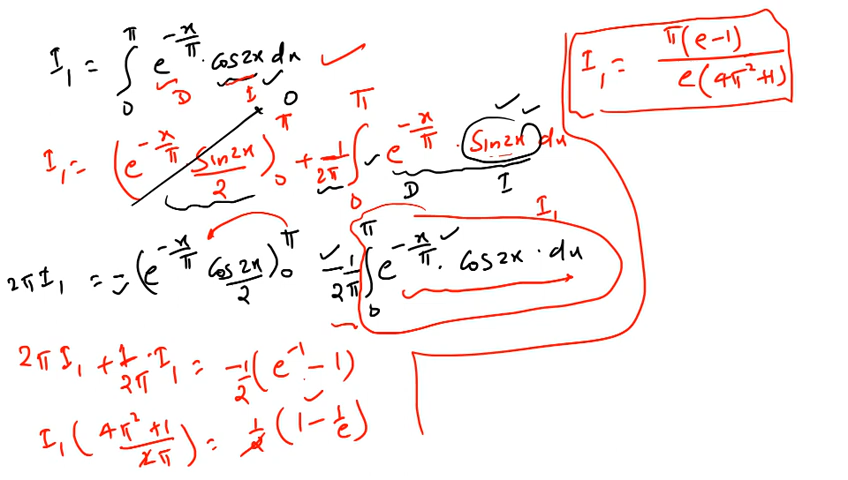 I₁ = ∫₀^π e^(-x/π) · cos2x dx
D I 0
I₁ = (e^(-x/π) sin2x/2)₀^π + 1/2π ∫₀^π e^(-x/π) · sin2x dx
D I
I₁
2π I₁ = -(e^(-x/π) cos2x/2)₀^π - 1/2π ∫₀^π e^(-x/π) · cos2x · dx
2π I₁ + 1/2π · I₁ = -1/2 (e⁻¹ - 1)
I₁ (4π² + 1 / 2π) = 1/2 (1 - 1/e)
I₁ = π(e-1) / e(4π²+1)